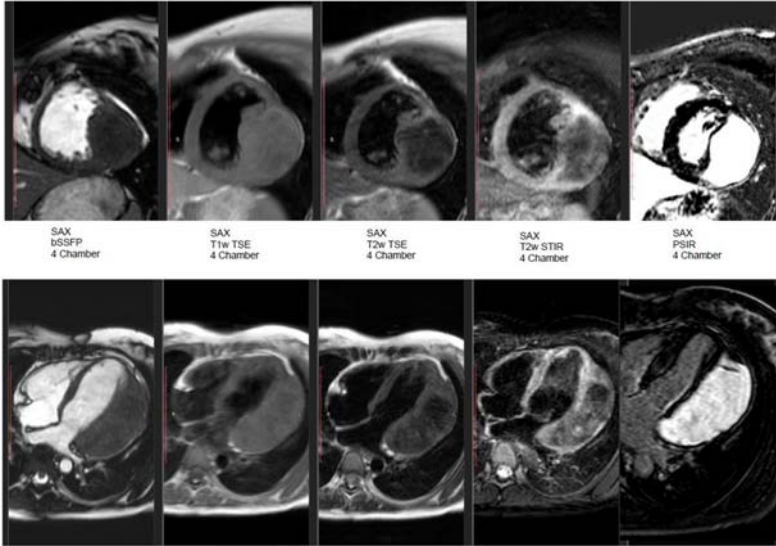 SAX
bSSFP
4 Chamber
SAX
T1w TSE
4 Chamber
SAX
T2w TSE
4 Chamber
SAX
T2w STIR
4 Chamber
SAX
PSIR
4 Chamber